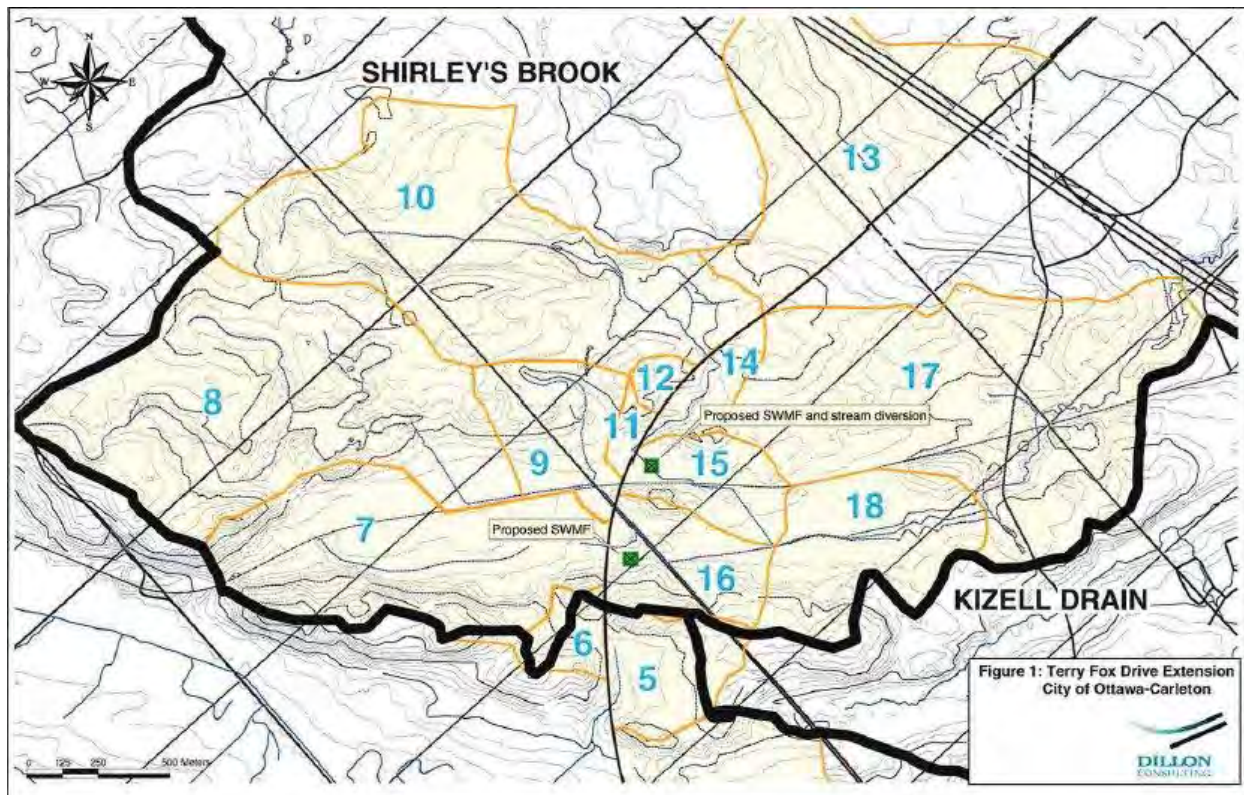 N
W
E
S
SHIRLEY'S BROOK
13
10
12
14
17
8
11
Proposed SWMF and stream diversion
9
15
7
18
Proposed SWMF
16
KIZELL DRAIN
6
5
Figure 1: Terry Fox Drive Extension
City of Ottawa-Carleton
0 125 250 500 Meters
DILLON
CONSULTING